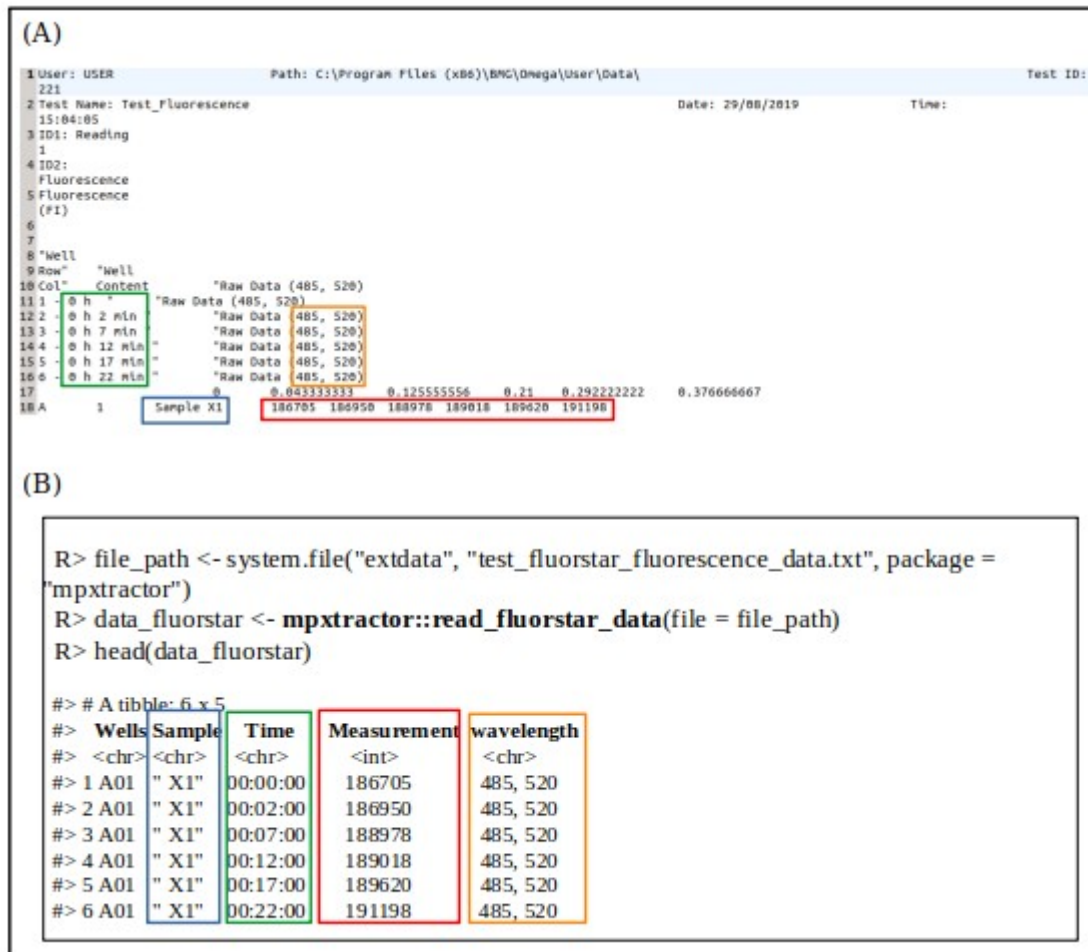 (A)
1 User: USER Path: C:\Program Files (x86)\BMG\Omega\User\Data\ Test ID:
221
2 Test Name: Test_Fluorescence Date: 29/08/2019 Time:
15:04:05
3 ID1: Reading
1
4 ID2:
Fluorescence
5 Fluorescence
(FI)
6
7
8 "Well
9 Row" "Well
10 Col" Content "Raw Data (485, 520)
11 1 - 0 h " "Raw Data (485, 520)
12 2 - 0 h 2 min " "Raw Data (485, 520)
13 3 - 0 h 7 min " "Raw Data (485, 520)
14 4 - 0 h 12 min " "Raw Data (485, 520)
15 5 - 0 h 17 min " "Raw Data (485, 520)
16 6 - 0 h 22 min " "Raw Data (485, 520)
17 0 0.043333333 0.125555556 0.21 0.292222222 0.376666667
18 A 1 Sample X1 186705 186950 188978 189018 189620 191198
(B)
R> file_path <- system.file("extdata", "test_fluorstar_fluorescence_data.txt", package =
"mpxtractor")
R> data_fluorstar <- mpxtractor::read_fluorstar_data(file = file_path)
R> head(data_fluorstar)
#> # A tibble: 6 x 5
#> Wells Sample Time Measurement wavelength
#> <chr> <chr> <chr> <int> <chr>
#> 1 A01 " X1" 00:00:00 186705 485, 520
#> 2 A01 " X1" 00:02:00 186950 485, 520
#> 3 A01 " X1" 00:07:00 188978 485, 520
#> 4 A01 " X1" 00:12:00 189018 485, 520
#> 5 A01 " X1" 00:17:00 189620 485, 520
#> 6 A01 " X1" 00:22:00 191198 485, 520